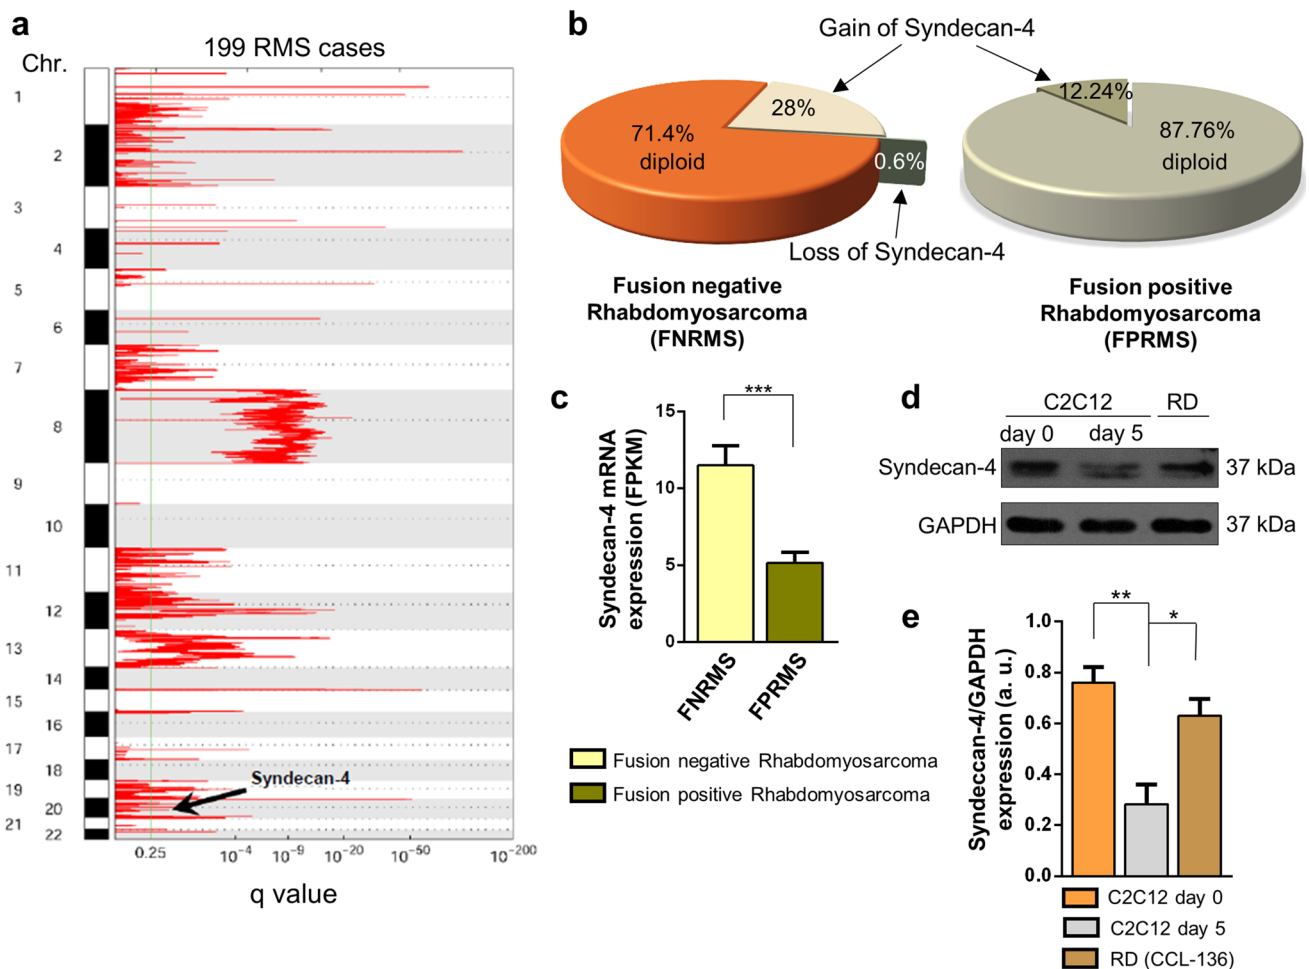 a
199 RMS cases
Chr.
1
2
3
4
5
6
7
8
9
10
11
12
13
14
15
16
17
18
19
20
21
22
Syndecan-4
0.25
10⁻⁴
10⁻⁹
10⁻²⁰
10⁻⁵⁰
10⁻²⁰⁰
q value
b
Gain of Syndecan-4
28%
71.4%
diploid
0.6%
Loss of Syndecan-4
12.24%
87.76%
diploid
Fusion negative
Rhabdomyosarcoma
(FNRMS)
Fusion positive
Rhabdomyosarcoma
(FPRMS)
c
Syndecan-4 mRNA
expression (FPKM)
15
10
5
0
***
FNRMS
FPRMS
Fusion negative Rhabdomyosarcoma
Fusion positive Rhabdomyosarcoma
d
C2C12 RD
day 0 day 5
Syndecan-4 37 kDa
GAPDH 37 kDa
e
Syndeccan-4/GAPDH
expression (a. u.)
1.0
0.8
0.6
0.4
0.2
0.0
**
*
C2C12 day 0
C2C12 day 5
RD (CCL-136)